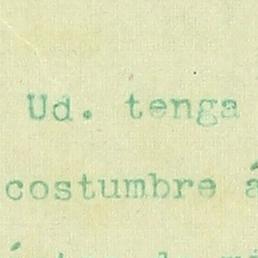 Ud. tenga
costumbre á